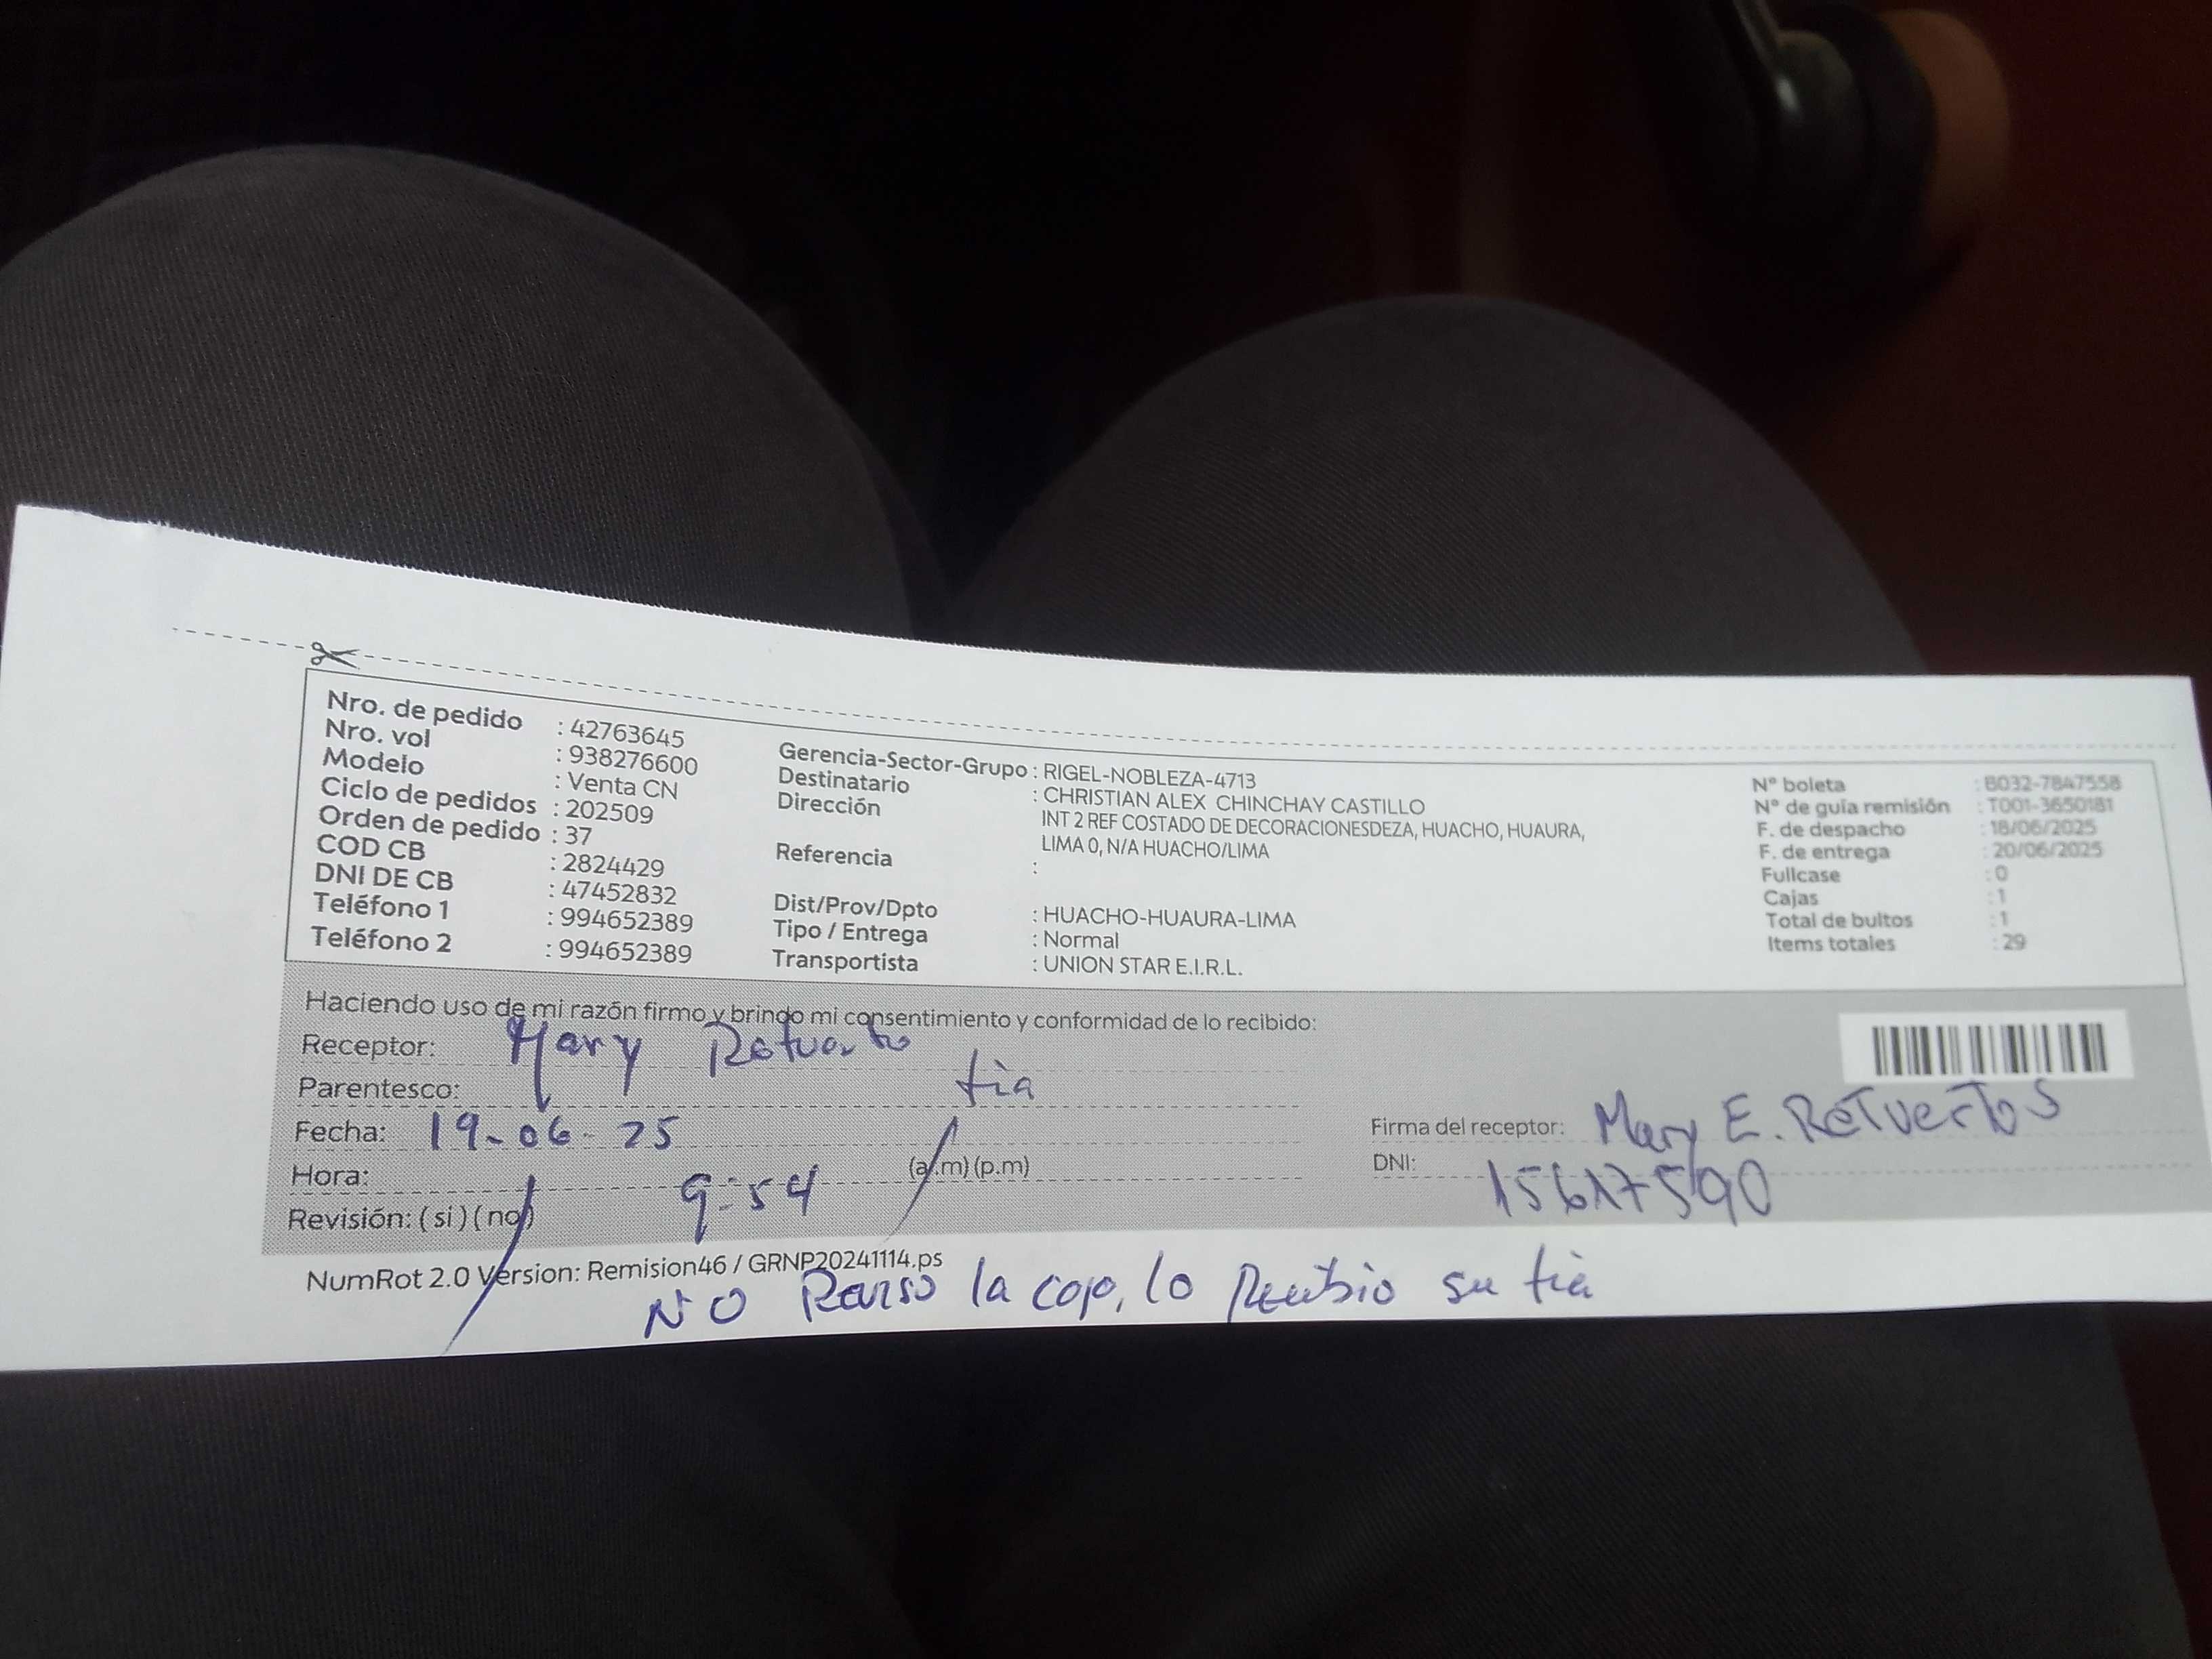 Nro. de pedido : 42763645
Nro. vol : 938276600
Modelo : Venta CN
Ciclo de pedidos : 202509
Orden de pedido : 37
COD CB : 2824429
DNI DE CB : 47452832
Teléfono 1 : 994652389
Teléfono 2 : 994652389
Gerencia-Sector-Grupo : RIGEL-NOBLEZA-4713
Destinatario : CHRISTIAN ALEX CHINCHAY CASTILLO
Dirección INT 2 REF COSTADO DE DECORACIONESDEZA, HUACHO, HUAURA,
LIMA 0, N/A HUACHO/LIMA
Referencia :
Dist/Prov/Dpto : HUACHO-HUAURA-LIMA
Tipo / Entrega : Normal
Transportista : UNION STAR E.I.R.L.
N° boleta : B032-7847558
N° de guía remisión : T001-3650181
F. de despacho : 18/06/2025
F. de entrega : 20/06/2025
Fullcase : 0
Cajas : 1
Total de bultos : 1
Items totales : 29
Haciendo uso de mi razón firmo y brindo mi consentimiento y conformidad de lo recibido:
Receptor: Mary Retuerto
Parentesco: tia
Fecha: 19-06-25
Hora: 9:54 (a.m) (p.m)
Revisión: ( si ) ( no )
Firma del receptor: Mary E. Retuertos
DNI: 15617590
NumRot 2.0 Version: Remision46 / GRNP20241114.ps
NO la caja, lo Recibio su tia